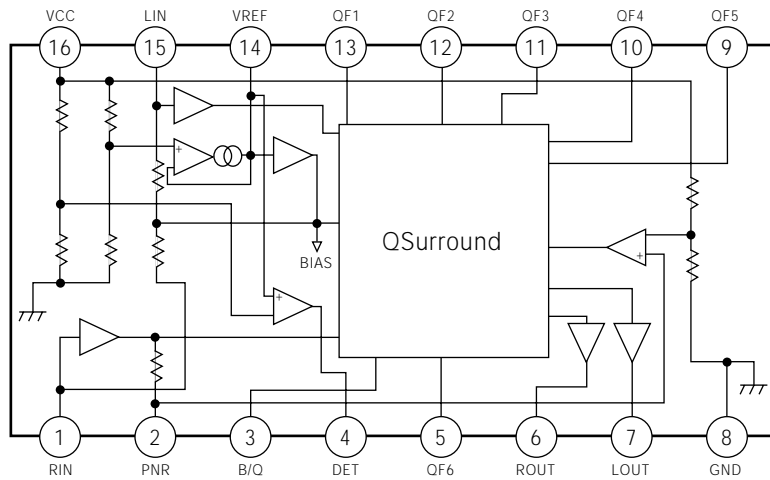 VCC LIN VREF QF1 QF2 QF3 QF4 QF5
16 15 14 13 12 11 10 9
+
QSurround
+
BIAS
+
1 2 3 4 5 6 7 8
RIN PNR B/Q DET QF6 ROUT LOUT GND